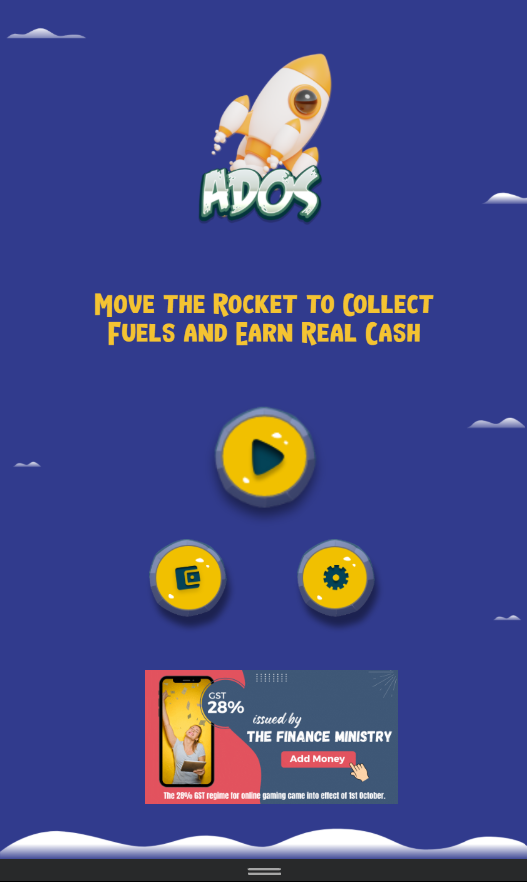 ADOS
Move the Rocket to Collect
Fuels and Earn Real Cash
GST
28%
issued by
THE FINANCE MINISTRY
Add Money
The 28% GST regime for online gaming came into effect of 1st October.